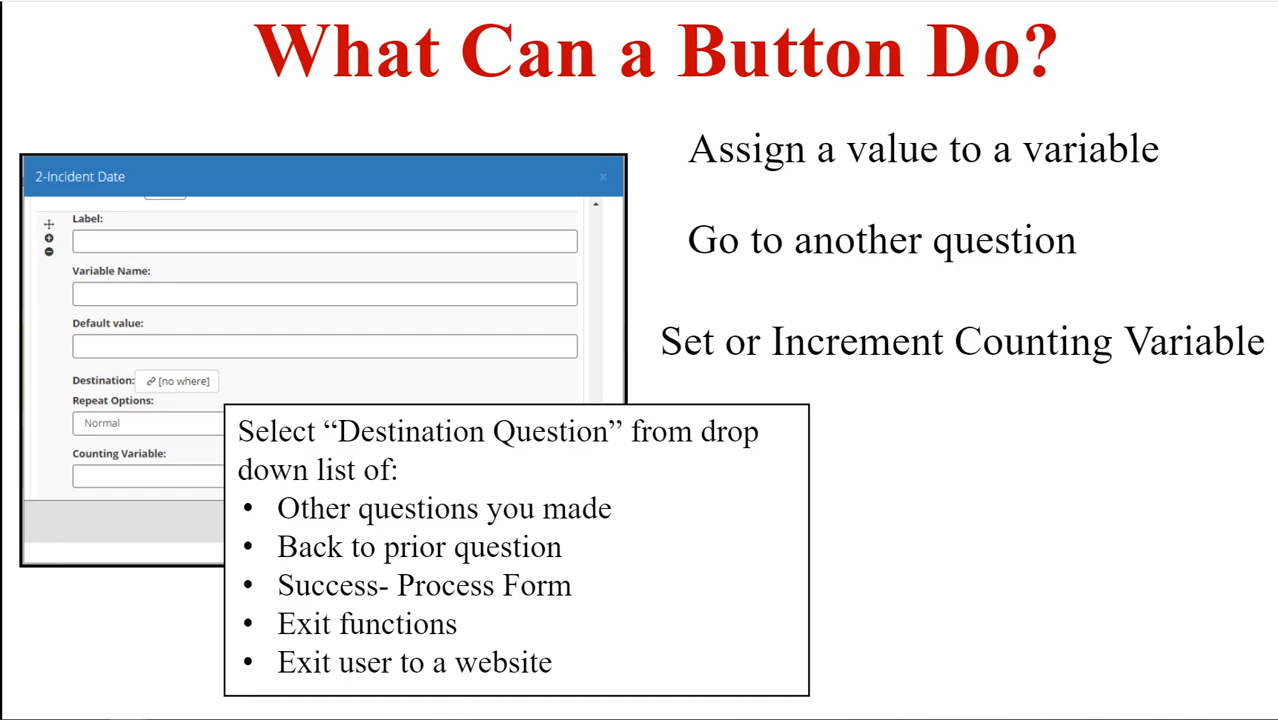 What Can a Button Do?
Assign a value to a variable
Go to another question
Set or Increment Counting Variable
2-Incident Date ×
Label:
Variable Name:
Default value:
Destination: [no where]
Repeat Options:
Normal
Counting Variable:
Select “Destination Question” from drop
down list of:
• Other questions you made
• Back to prior question
• Success- Process Form
• Exit functions
• Exit user to a website